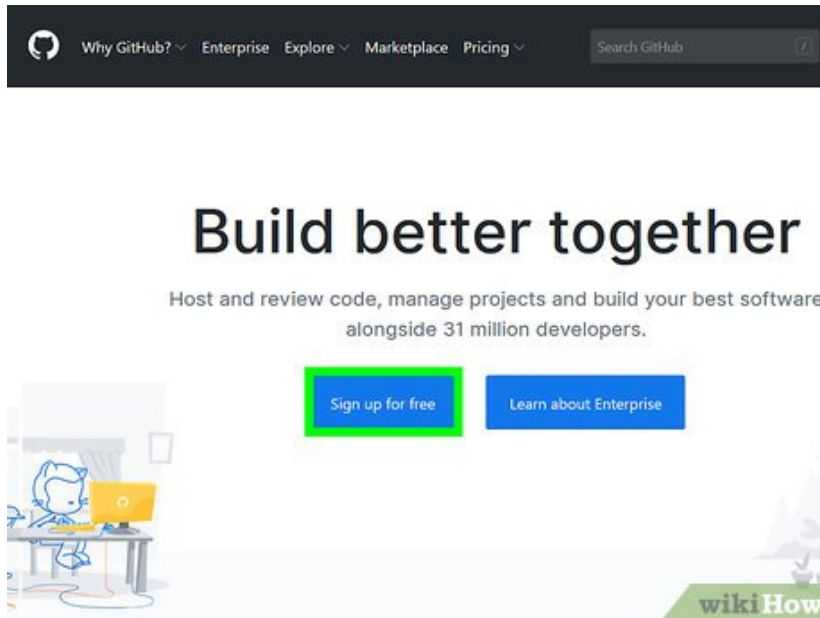 Why GitHub? Enterprise Explore Marketplace Pricing Search GitHub /
Build better together
Host and review code, manage projects and build your best software
alongside 31 million developers.
Sign up for free Learn about Enterprise
wikiHow